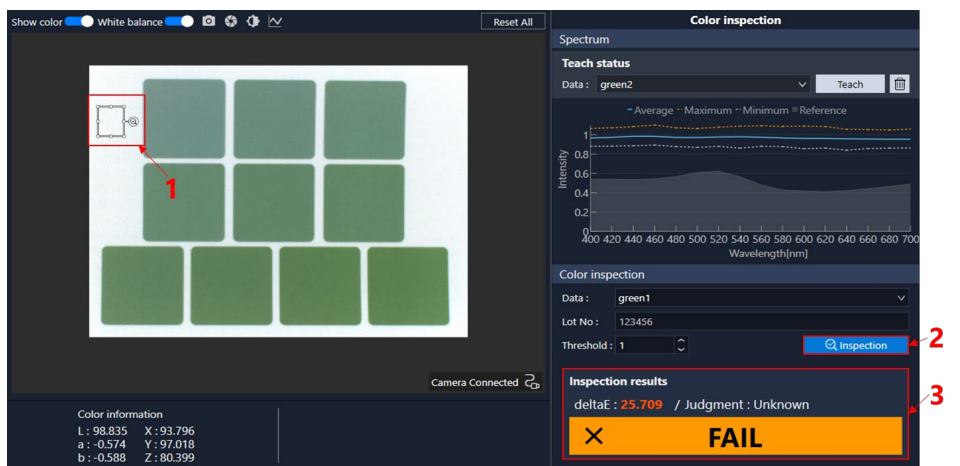 Show color White balance Reset All
1
Camera Connected
Color information
L : 98.835 X : 93.796
a : -0.574 Y : 97.018
b : -0.588 Z : 80.399
Color inspection
Spectrum
Teach status
Data : green2 Teach
Average Maximum Minimum Reference
Intensity
1
0.8
0.6
0.4
0.2
0
400 420 440 460 480 500 520 540 560 580 600 620 640 660 680 700
Wavelength[nm]
Color inspection
Data : green1
Lot No : 123456
Threshold : 1 Inspection
2
Inspection results
deltaE : 25.709 / Judgment : Unknown
FAIL
3